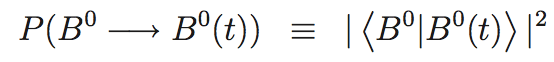 P(B⁰ ⟶ B⁰(t)) ≡ | ⟨B⁰|B⁰(t)⟩ |²